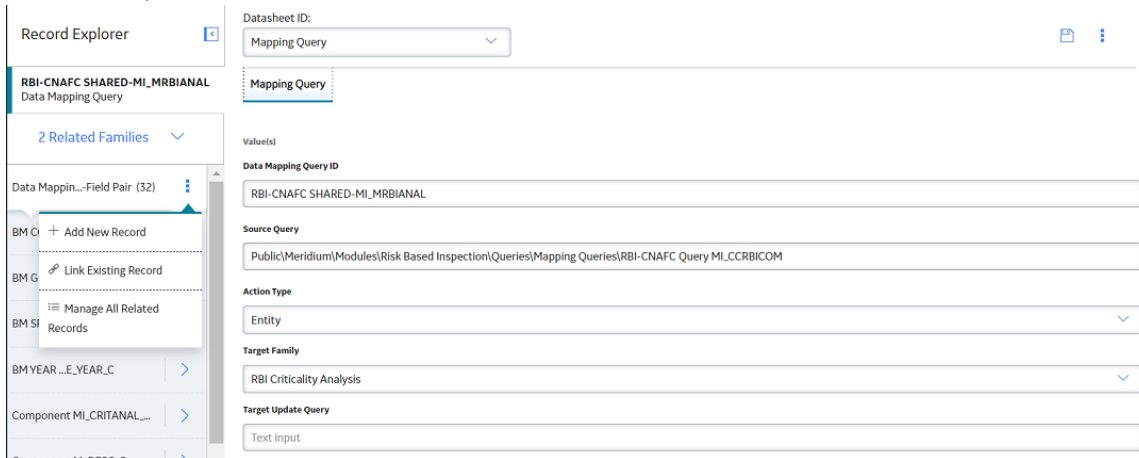 Record Explorer
RBI-CNAFC SHARED-MI_MRBIANAL
Data Mapping Query
2 Related Families
Data Mappin...-Field Pair (32)
BM C
+ Add New Record
Link Existing Record
BM G
Manage All Related
Records
BM
BM YEAR ...E_YEAR_C
Component MI_CRITANAL_...
Datasheet ID:
Mapping Query
Mapping Query
Value(s)
Data Mapping Query ID
RBI-CNAFC SHARED-MI_MRBIANAL
Source Query
Public\Meridium\Modules\Risk Based Inspection\Queries\Mapping Queries\RBI-CNAFC Query MI_CCRBICOM
Action Type
Entity
Target Family
RBI Criticality Analysis
Target Update Query
Text input